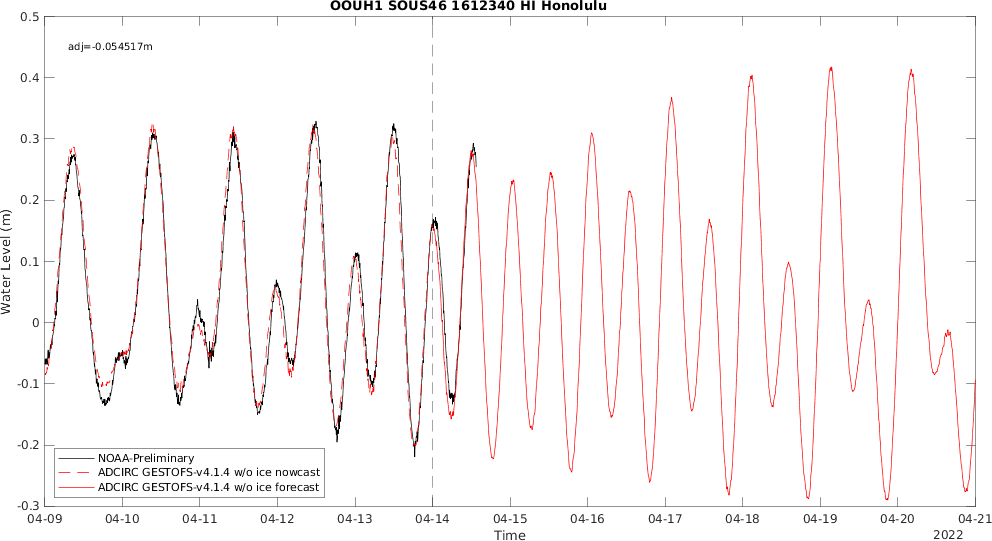 OOUH1 SOUS46 1612340 HI Honolulu
adj=-0.054517m
0.5
0.4
0.3
0.2
0.1
0
-0.1
-0.2
-0.3
Water Level (m)
NOAA-Preliminary
ADCIRC GESTOFS-v4.1.4 w/o ice nowcast
ADCIRC GESTOFS-v4.1.4 w/o ice forecast
04-09 04-10 04-11 04-12 04-13 04-14 04-15 04-16 04-17 04-18 04-19 04-20 04-21
Time
2022